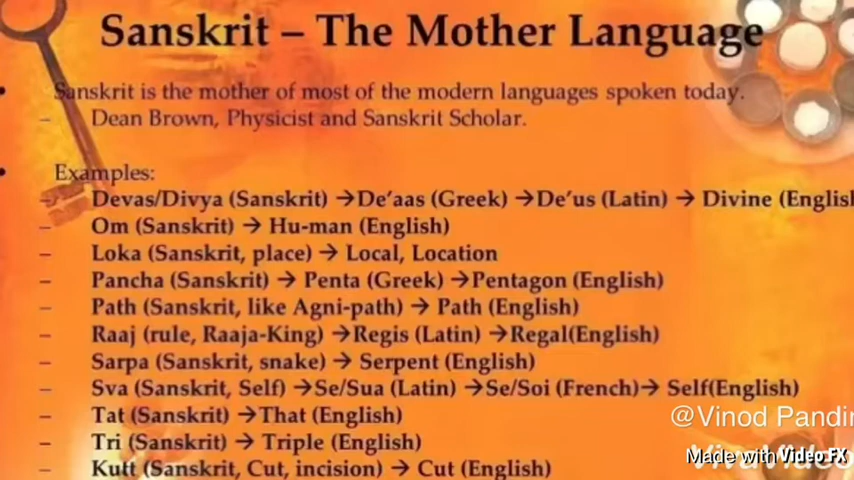 Sanskrit – The Mother Language
Sanskrit is the mother of most of the modern languages spoken today.
– Dean Brown, Physicist and Sanskrit Scholar.
Examples:
– Devas/Divya (Sanskrit) →De’aas (Greek) →De’us (Latin) → Divine (English
– Om (Sanskrit) → Hu-man (English)
– Loka (Sanskrit, place) → Local, Location
– Pancha (Sanskrit) → Penta (Greek) →Pentagon (English)
– Path (Sanskrit, like Agni-path) → Path (English)
– Raaj (rule, Raaja-King) →Regis (Latin) →Regal(English)
– Sarpa (Sanskrit, snake) → Serpent (English)
– Sva (Sanskrit, Self) →Se/Sua (Latin) →Se/Soi (French)→ Self(English)
– Tat (Sanskrit) →That (English)
– Tri (Sanskrit) → Triple (English)
– Kutt (Sanskrit, Cut, incision) → Cut (English)
@Vinod Pandi
Made with Video FX
VivaVideo